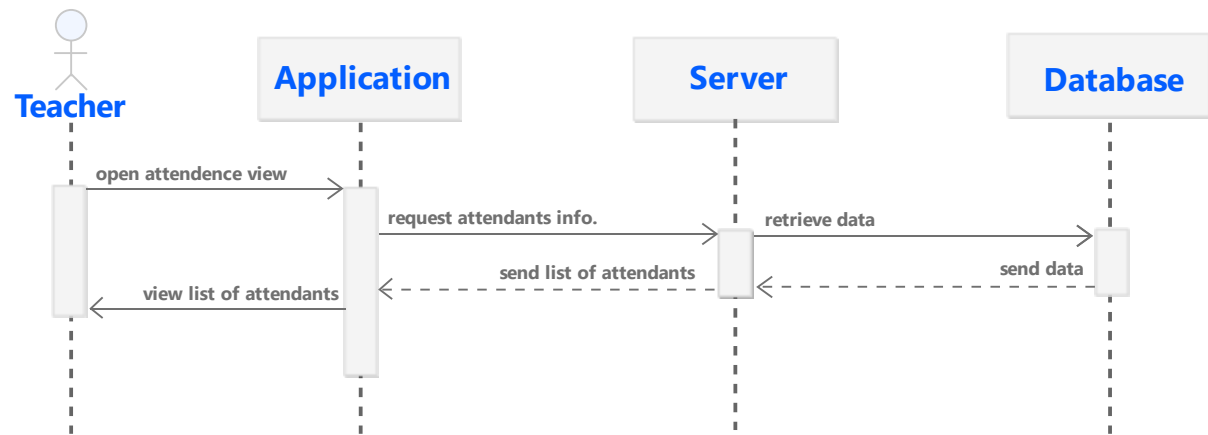 Teacher
Application
Server
Database
open attendence view
request attendants info.
retrieve data
send data
send list of attendants
view list of attendants